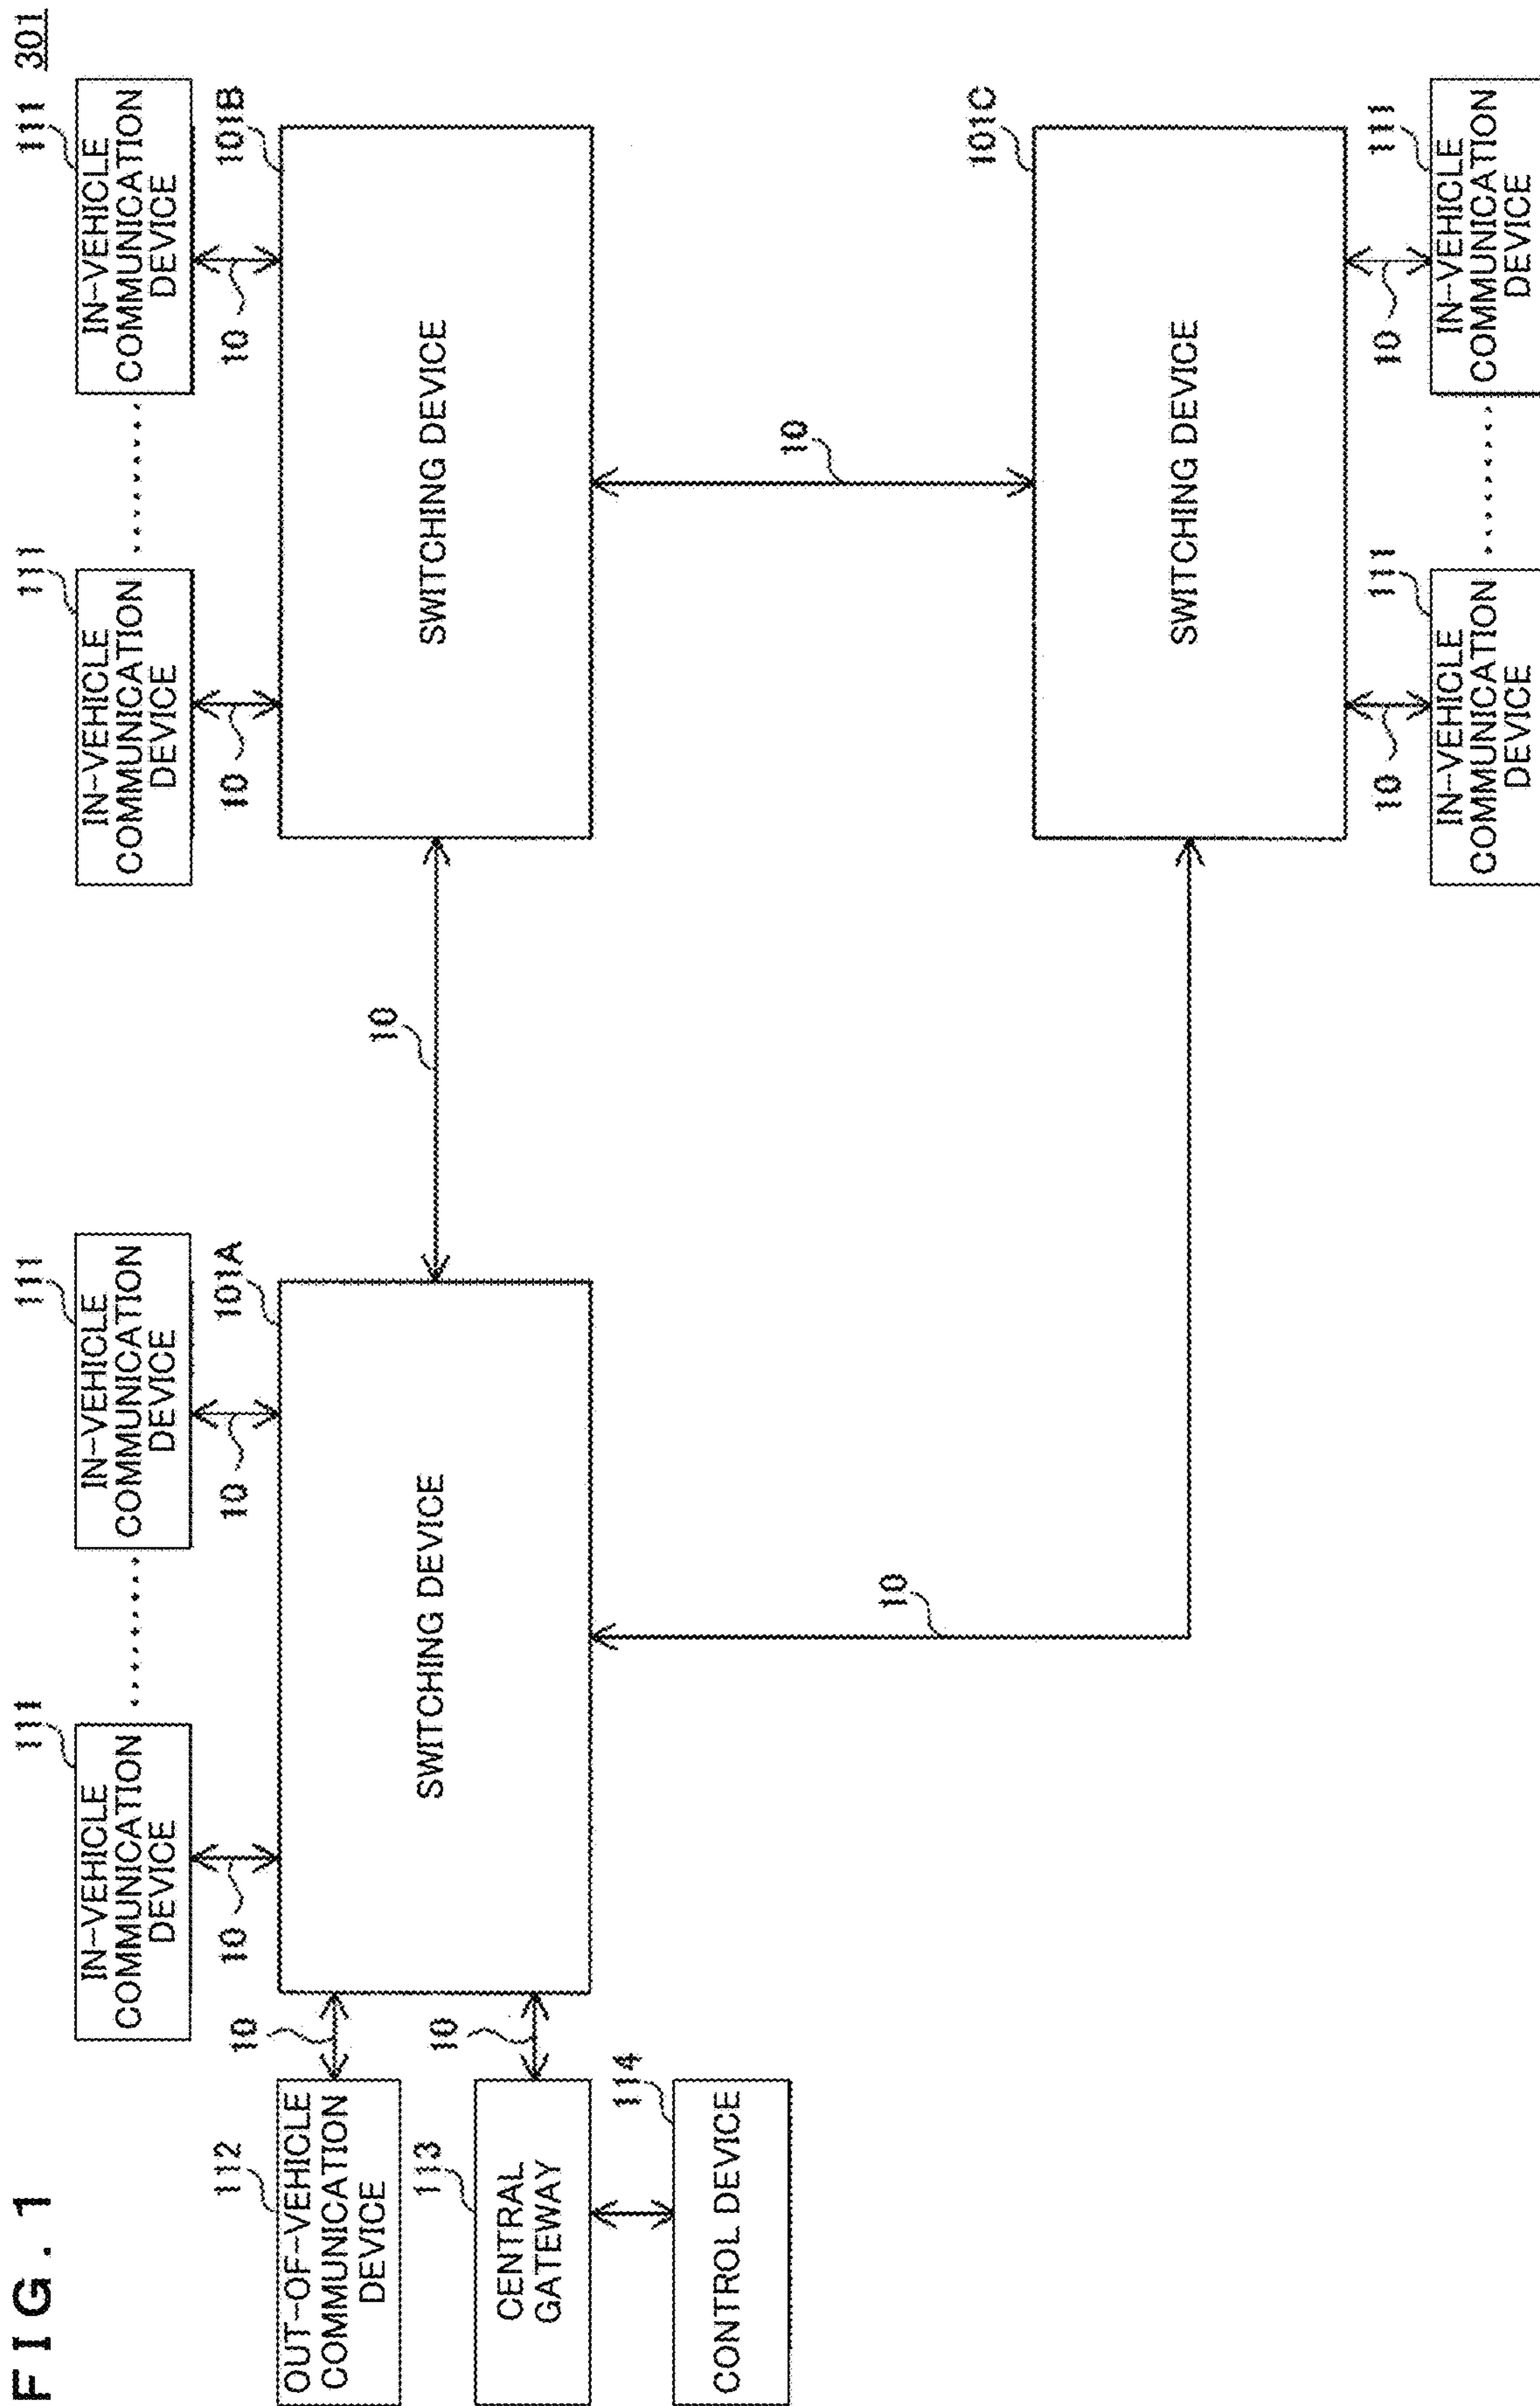 FIG. 1
301
111
111
111
111
IN-VEHICLE
COMMUNICATION
DEVICE
IN-VEHICLE
COMMUNICATION
DEVICE
IN-VEHICLE
COMMUNICATION
DEVICE
IN-VEHICLE
COMMUNICATION
DEVICE
10
10
101A
10
10
101B
112
OUT-OF-VEHICLE
COMMUNICATION
DEVICE
10
SWITCHING DEVICE
10
SWITCHING DEVICE
113
CENTRAL
GATEWAY
10
114
CONTROL DEVICE
10
10
101C
SWITCHING DEVICE
10
10
111
111
IN-VEHICLE
COMMUNICATION
DEVICE
IN-VEHICLE
COMMUNICATION
DEVICE